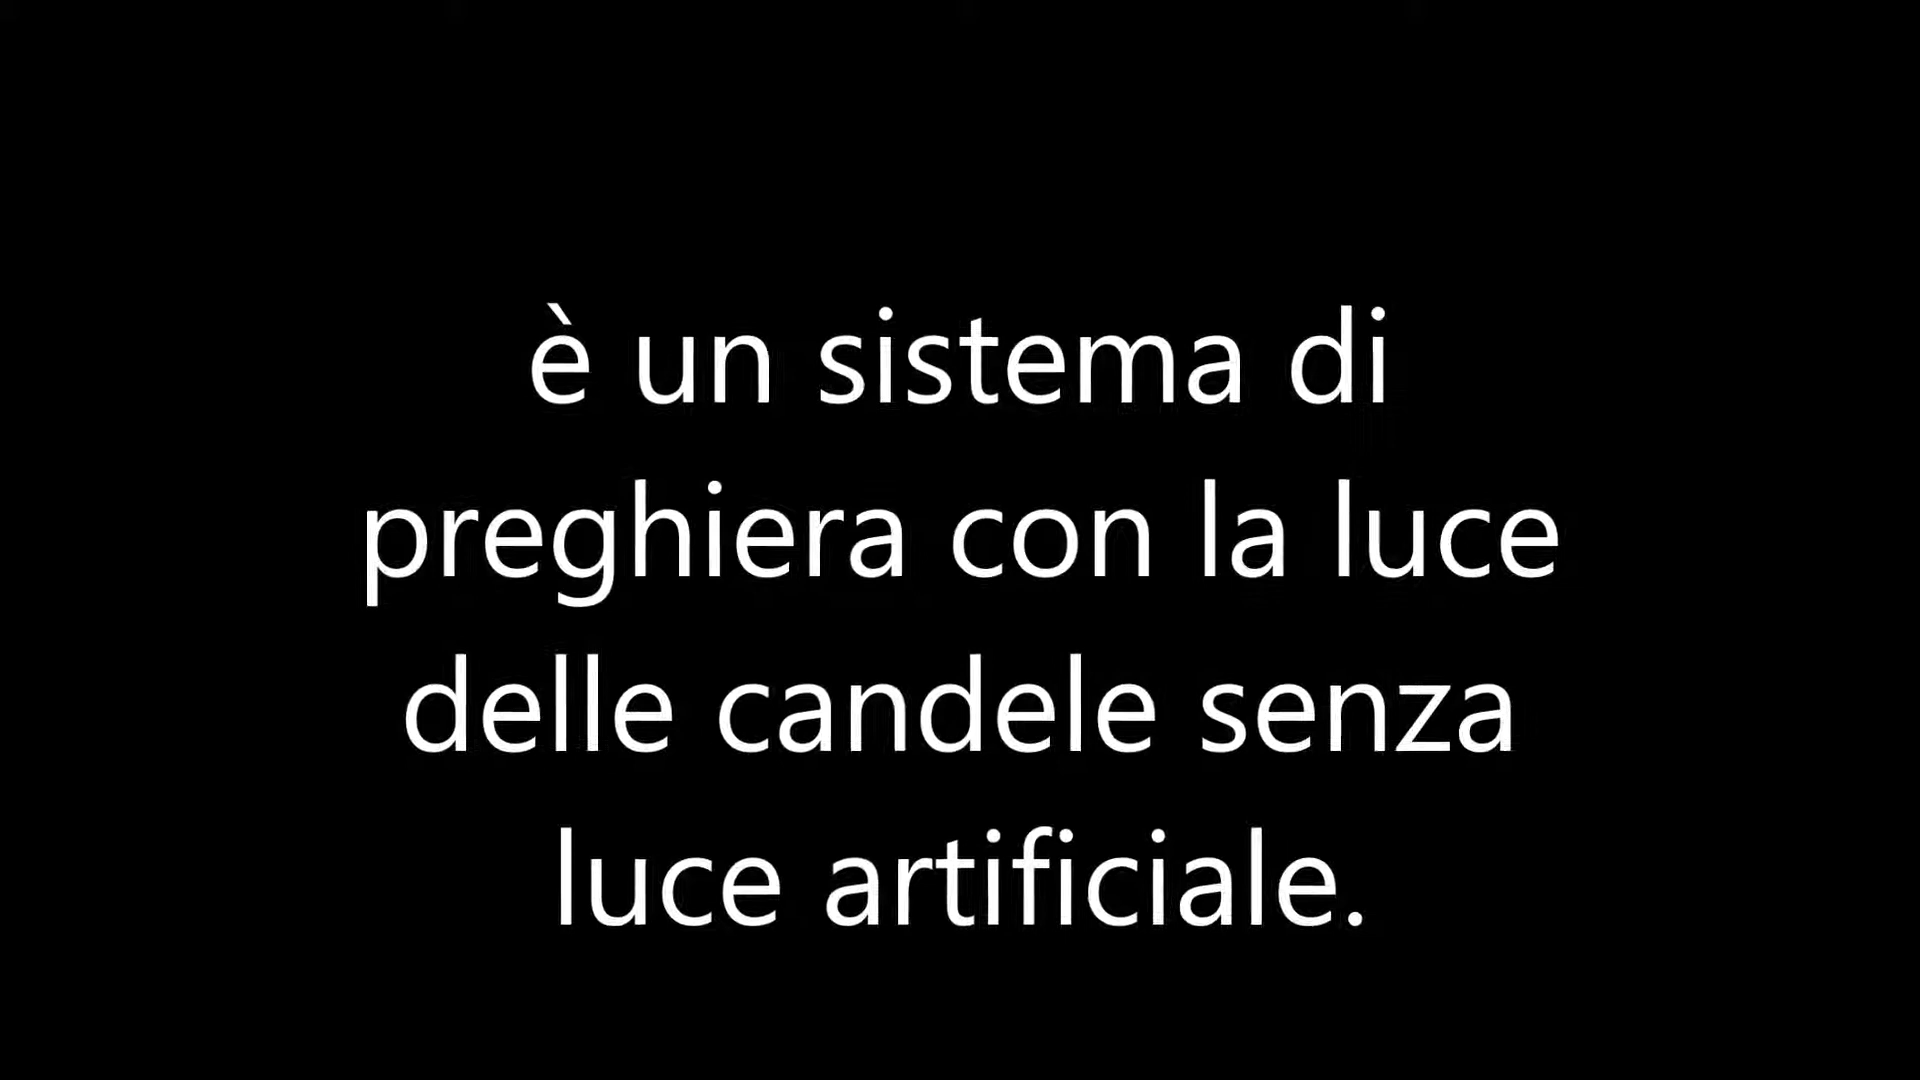 è un sistema di
preghiera con la luce
delle candele senza
luce artificiale.